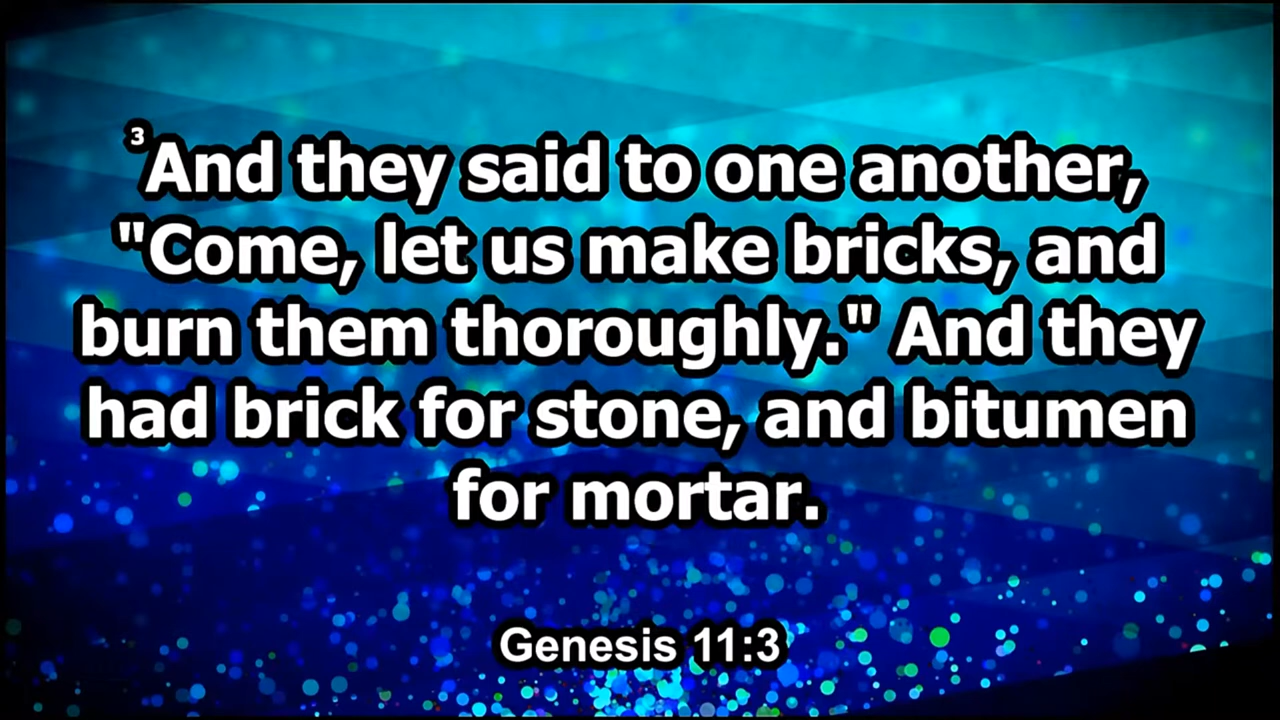 3And they said to one another,
"Come, let us make bricks, and
burn them thoroughly." And they
had brick for stone, and bitumen
for mortar.
Genesis 11:3